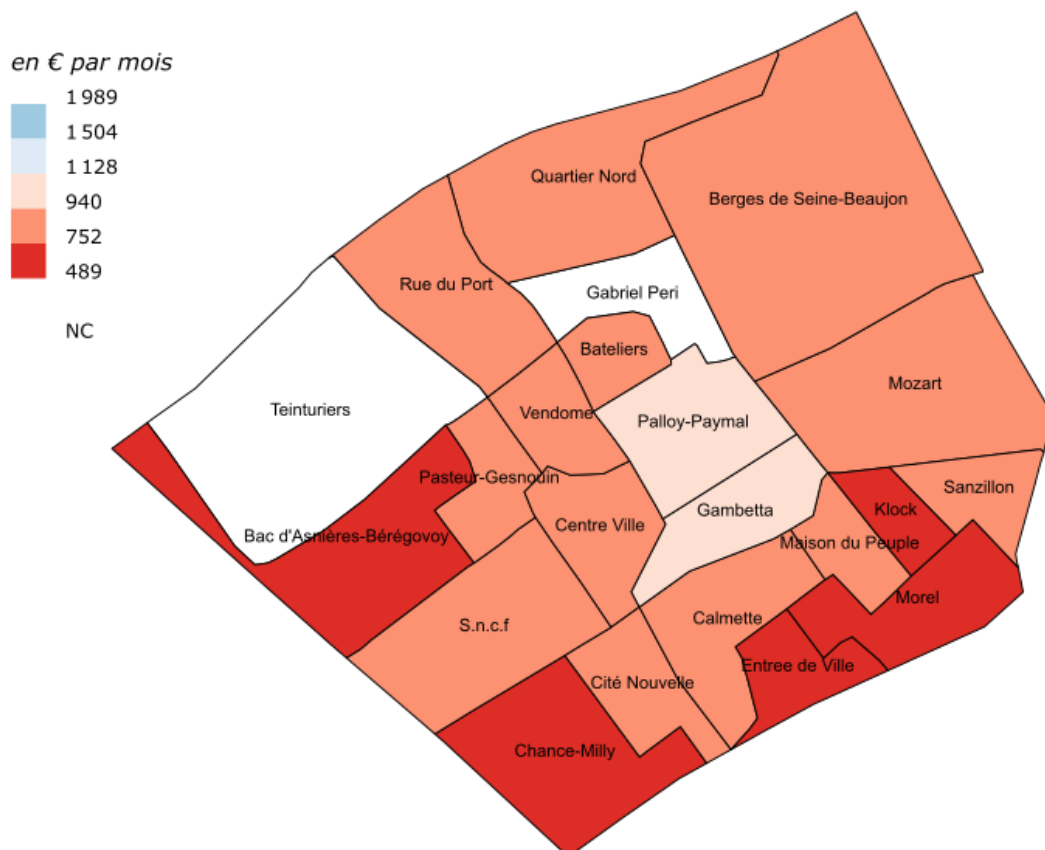 en € par mois
1 989
1 504
1 128
940
752
489
NC
Quartier Nord
Berges de Seine-Beaujon
Rue du Port
Gabriel Peri
Bateliers
Mozart
Teinturiers
Vendome
Palloy-Paymal
Pasteur-Gesnouin
Sanzillon
Gambetta
Klock
Centre Ville
Bac d'Asnières-Bérégovoy
Maison du Peuple
Morel
Calmette
S.n.c.f
Entree de Ville
Cité Nouvelle
Chance-Milly